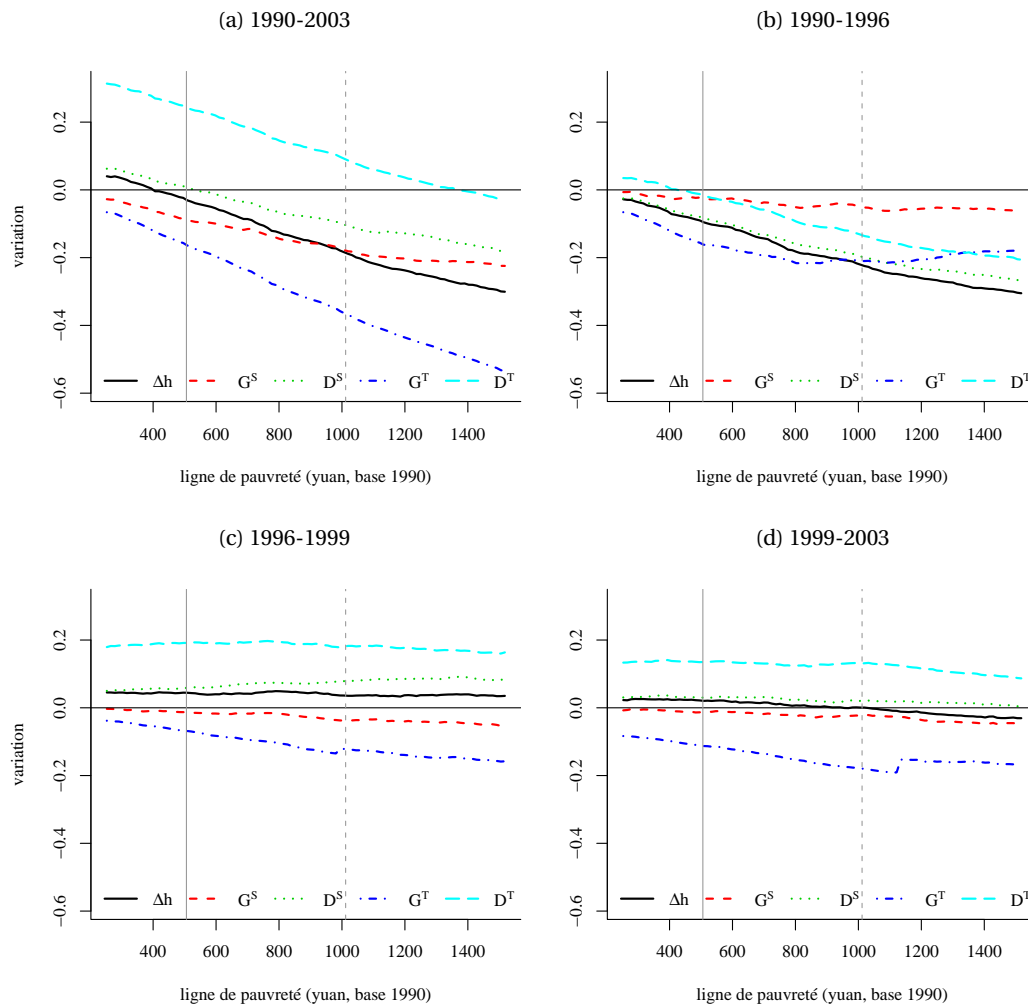 (a) 1990-2003
variation
0.2
0.0
−0.2
−0.4
−0.6
Δh G^S D^S G^T D^T
400 600 800 1000 1200 1400
ligne de pauvreté (yuan, base 1990)
(b) 1990-1996
0.2
0.0
−0.2
−0.4
−0.6
Δh G^S D^S G^T D^T
400 600 800 1000 1200 1400
ligne de pauvreté (yuan, base 1990)
(c) 1996-1999
variation
0.2
0.0
−0.2
−0.4
−0.6
Δh G^S D^S G^T D^T
400 600 800 1000 1200 1400
ligne de pauvreté (yuan, base 1990)
(d) 1999-2003
0.2
0.0
−0.2
−0.4
−0.6
Δh G^S D^S G^T D^T
400 600 800 1000 1200 1400
ligne de pauvreté (yuan, base 1990)